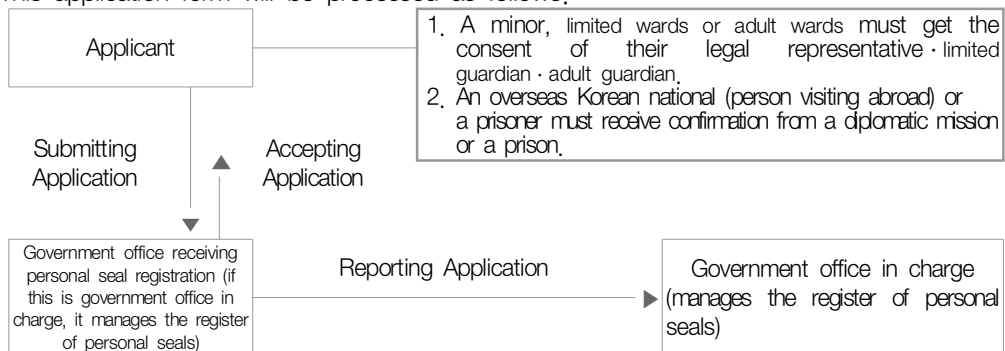 This application form will be processed as follows.
Applicant
1. A minor, limited wards or adult wards must get the
consent of their legal representative · limited
guardian · adult guardian.
2. An overseas Korean national (person visiting abroad) or
a prisoner must receive confirmation from a diplomatic mission
or a prison.
Submitting
Application
Accepting
Application
Government office receiving
personal seal registration (if
this is government office in
charge, it manages the register
of personal seals)
Reporting Application
Government office in charge
(manages the register of personal
seals)